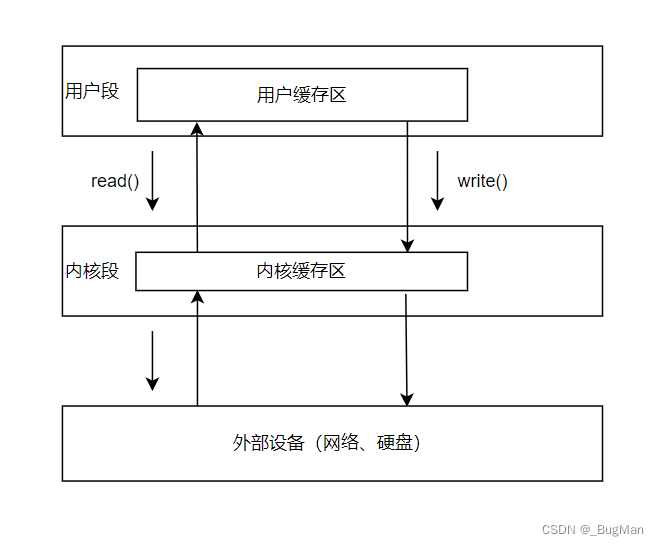 用户段
用户缓存区
read()
write()
内核段
内核缓存区
外部设备（网络、硬盘）
CSDN @_BugMan